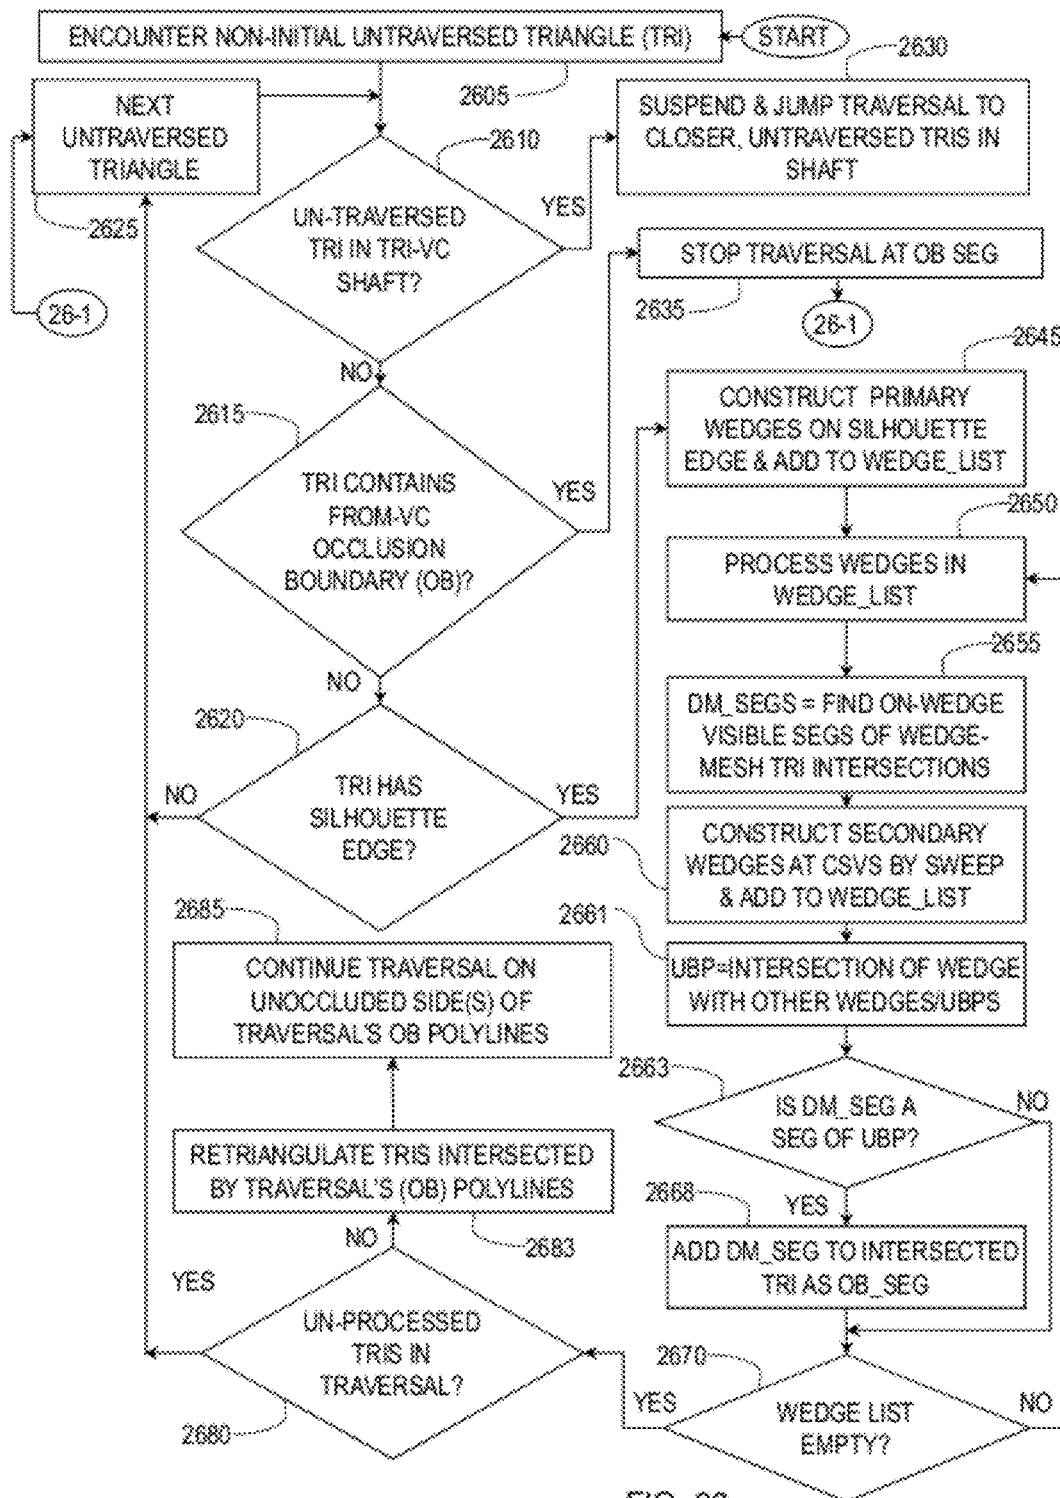 ENCOUNTER NON-INITIAL UNTRAVERSED TRIANGLE (TRI)
START
2605
2630
NEXT
UNTRAVERSED
TRIANGLE
2625
26-1
SUSPEND & JUMP TRAVERSAL TO
CLOSER, UNTRAVERSED TRIS IN
SHAFT
2610
UN-TRAVERSED
TRI IN TRI-VC
SHAFT?
YES
NO
STOP TRAVERSAL AT OB SEG
2635
26-1
2615
TRI CONTAINS
FROM-VC
OCCLUSION
BOUNDARY (OB)?
YES
NO
2645
CONSTRUCT PRIMARY
WEDGES ON SILHOUETTE
EDGE & ADD TO WEDGE_LIST
2650
PROCESS WEDGES IN
WEDGE_LIST
2655
DM_SEGS = FIND ON-WEDGE
VISIBLE SEGS OF WEDGE-
MESH TRI INTERSECTIONS
2620
TRI HAS
SILHOUETTE
EDGE?
NO
YES
2660
CONSTRUCT SECONDARY
WEDGES AT CSVS BY SWEEP
& ADD TO WEDGE_LIST
2661
UBP=INTERSECTION OF WEDGE
WITH OTHER WEDGES/UBPS
2685
CONTINUE TRAVERSAL ON
UNOCCLUDED SIDE(S) OF
TRAVERSAL'S OB POLYLINES
2663
IS DM_SEG A
SEG OF UBP?
NO
YES
RETRIANGULATE TRIS INTERSECTED
BY TRAVERSAL'S (OB) POLYLINES
2683
2668
ADD DM_SEG TO INTERSECTED
TRI AS OB_SEG
NO
YES
UN-PROCESSED
TRIS IN
TRAVERSAL?
2680
2670
WEDGE LIST
EMPTY?
YES
NO